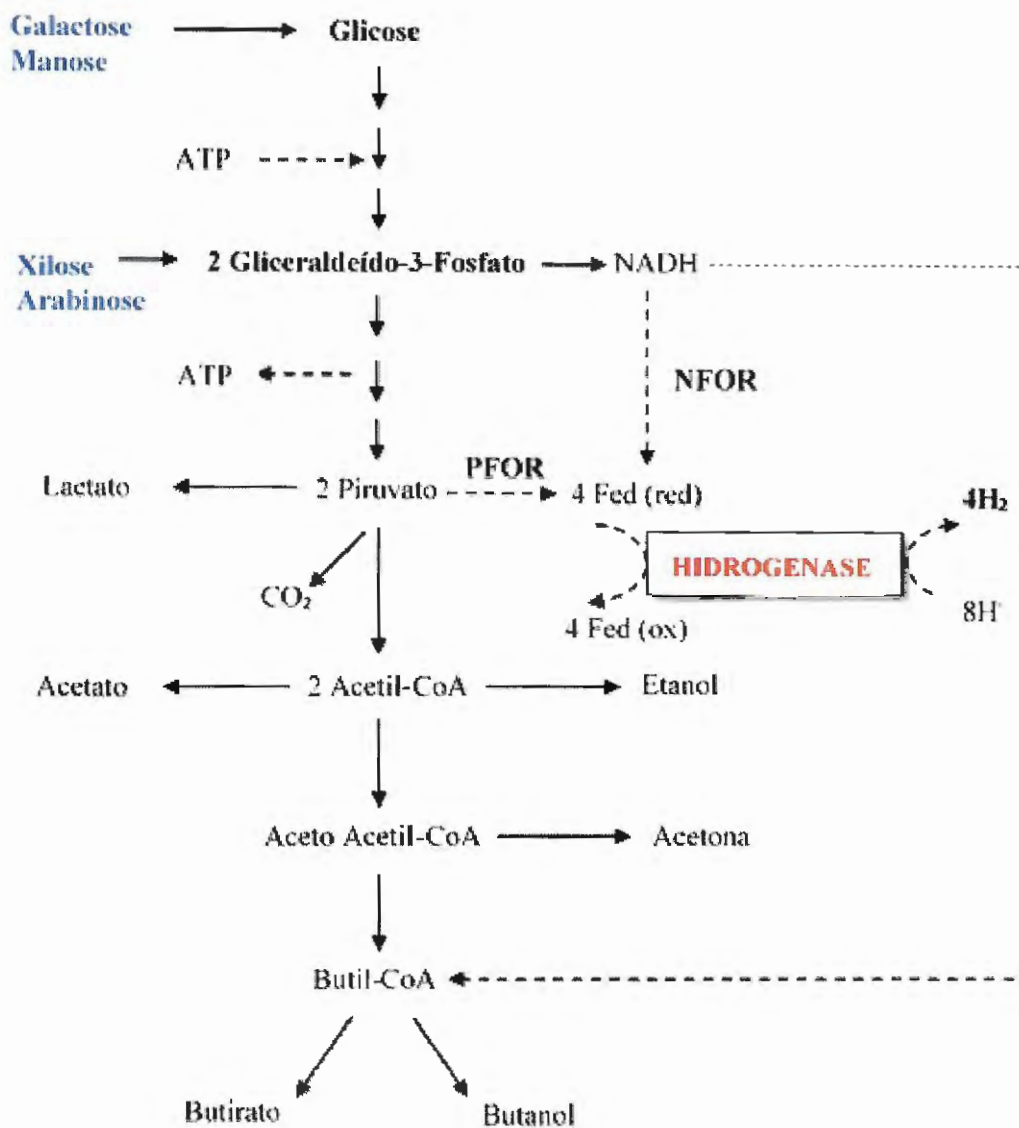 Galactose
Manose
Glicose
ATP
Xilose
Arabinose
2 Gliceraldeído-3-Fosfato
NADH
ATP
NFOR
Lactato
2 Piruvato
PFOR
4 Fed (red)
4H₂
HIDROGENASE
CO₂
4 Fed (ox)
8H
Acetato
2 Acetil-CoA
Etanol
Aceto Acetil-CoA
Acetona
Butil-CoA
Butirato
Butanol